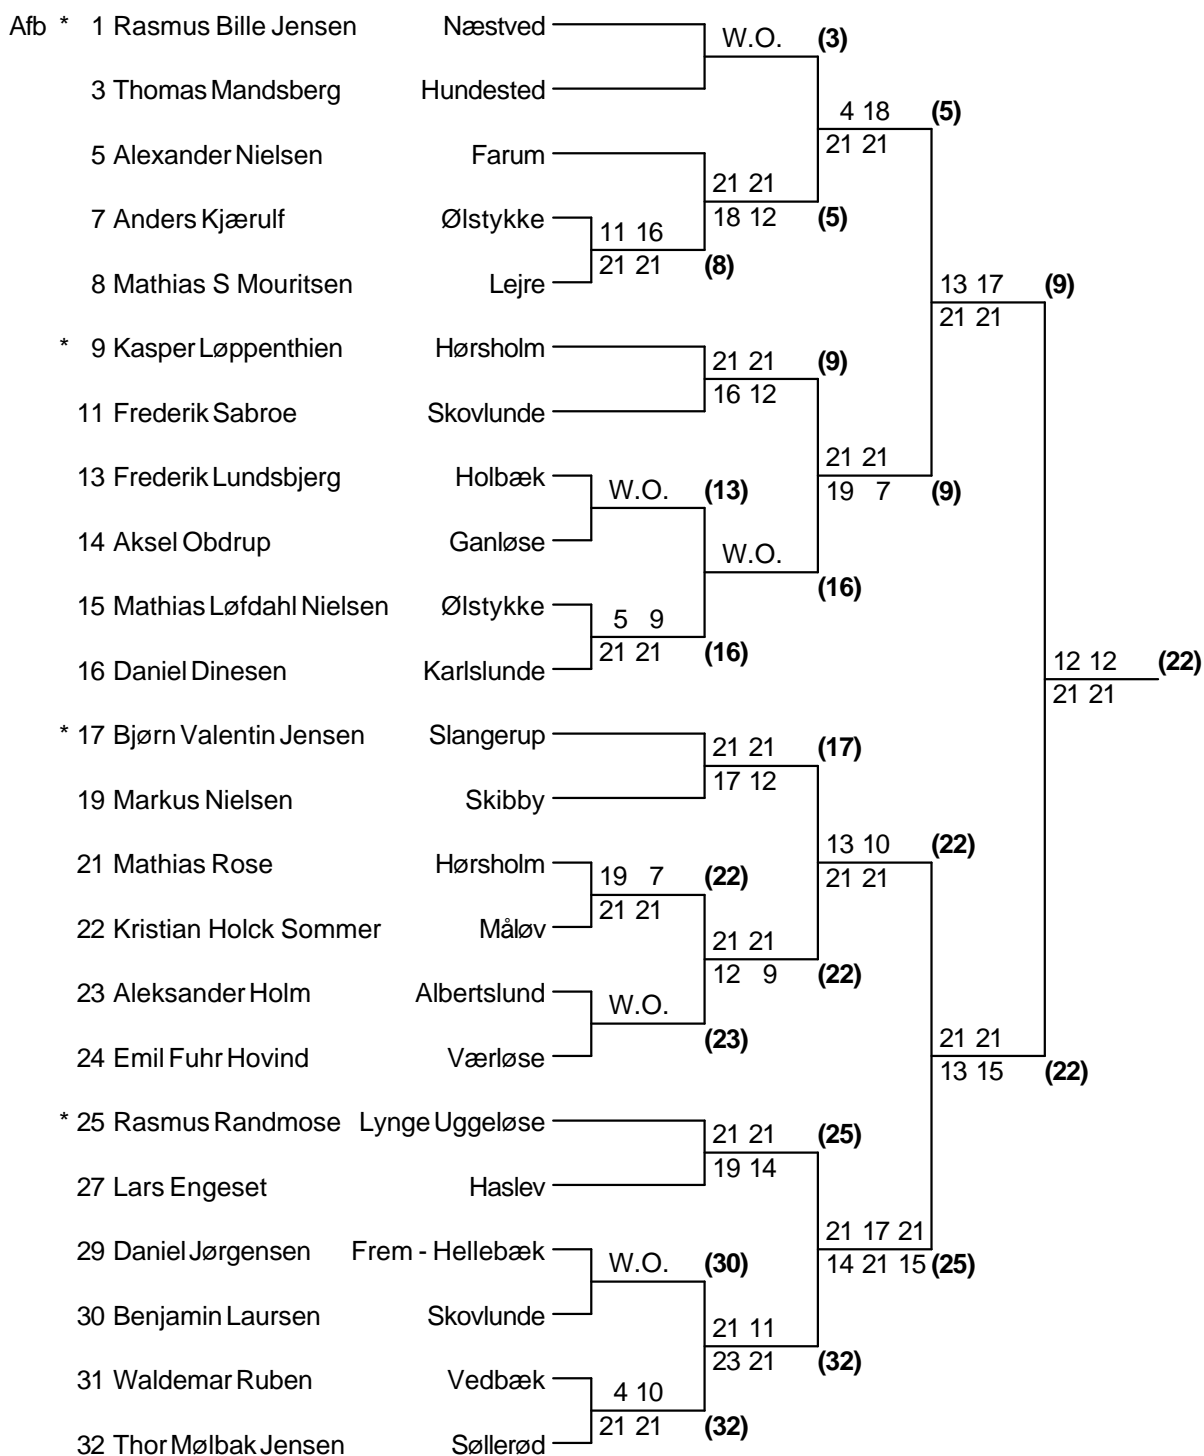 Afb * 1 Rasmus Bille Jensen Næstved
W.O. (3)
3 Thomas Mandsberg Hundested
4 18 (5)
21 21
5 Alexander Nielsen Farum
21 21
18 12 (5)
7 Anders Kjærulf Ølstykke
11 16
21 21 (8)
8 Mathias S Mouritsen Lejre
13 17 (9)
21 21
* 9 Kasper Løppenthien Hørsholm
21 21 (9)
16 12
11 Frederik Sabroe Skovlunde
21 21
19 7 (9)
13 Frederik Lundsbjerg Holbæk
W.O. (13)
14 Aksel Obdrup Ganløse
W.O.
(16)
15 Mathias Løfdahl Nielsen Ølstykke
5 9
21 21 (16)
16 Daniel Dinesen Karlslunde
12 12 (22)
21 21
* 17 Bjørn Valentin Jensen Slangerup
21 21 (17)
17 12
19 Markus Nielsen Skibby
13 10 (22)
21 21
21 Mathias Rose Hørsholm
19 7 (22)
21 21
22 Kristian Holck Sommer Måløv
21 21
12 9 (22)
23 Aleksander Holm Albertslund
W.O.
(23)
24 Emil Fuhr Hovind Værløse
21 21
13 15 (22)
* 25 Rasmus Randmose Lynge Uggeløse
21 21 (25)
19 14
27 Lars Engeset Haslev
21 17 21
14 21 15 (25)
29 Daniel Jørgensen Frem - Hellebæk
W.O. (30)
30 Benjamin Laursen Skovlunde
21 11
23 21 (32)
31 Waldemar Ruben Vedbæk
4 10
21 21 (32)
32 Thor Mølbak Jensen Søllerød